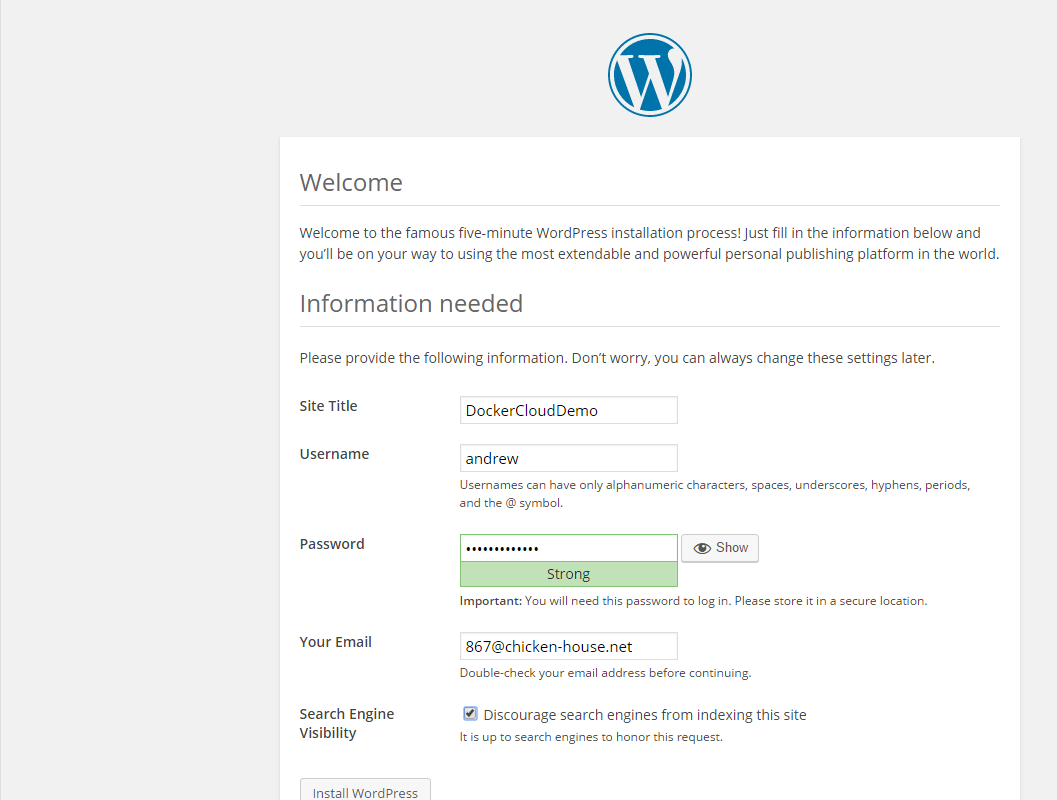 Welcome
Welcome to the famous five-minute WordPress installation process! Just fill in the information below and
you’ll be on your way to using the most extendable and powerful personal publishing platform in the world.
Information needed
Please provide the following information. Don’t worry, you can always change these settings later.
Site Title
DockerCloudDemo
Username
andrew
Usernames can have only alphanumeric characters, spaces, underscores, hyphens, periods,
and the @ symbol.
Password
•••••••••••••
Show
Strong
Important: You will need this password to log in. Please store it in a secure location.
Your Email
867@chicken-house.net
Double-check your email address before continuing.
Search Engine
Visibility
Discourage search engines from indexing this site
It is up to search engines to honor this request.
Install WordPress